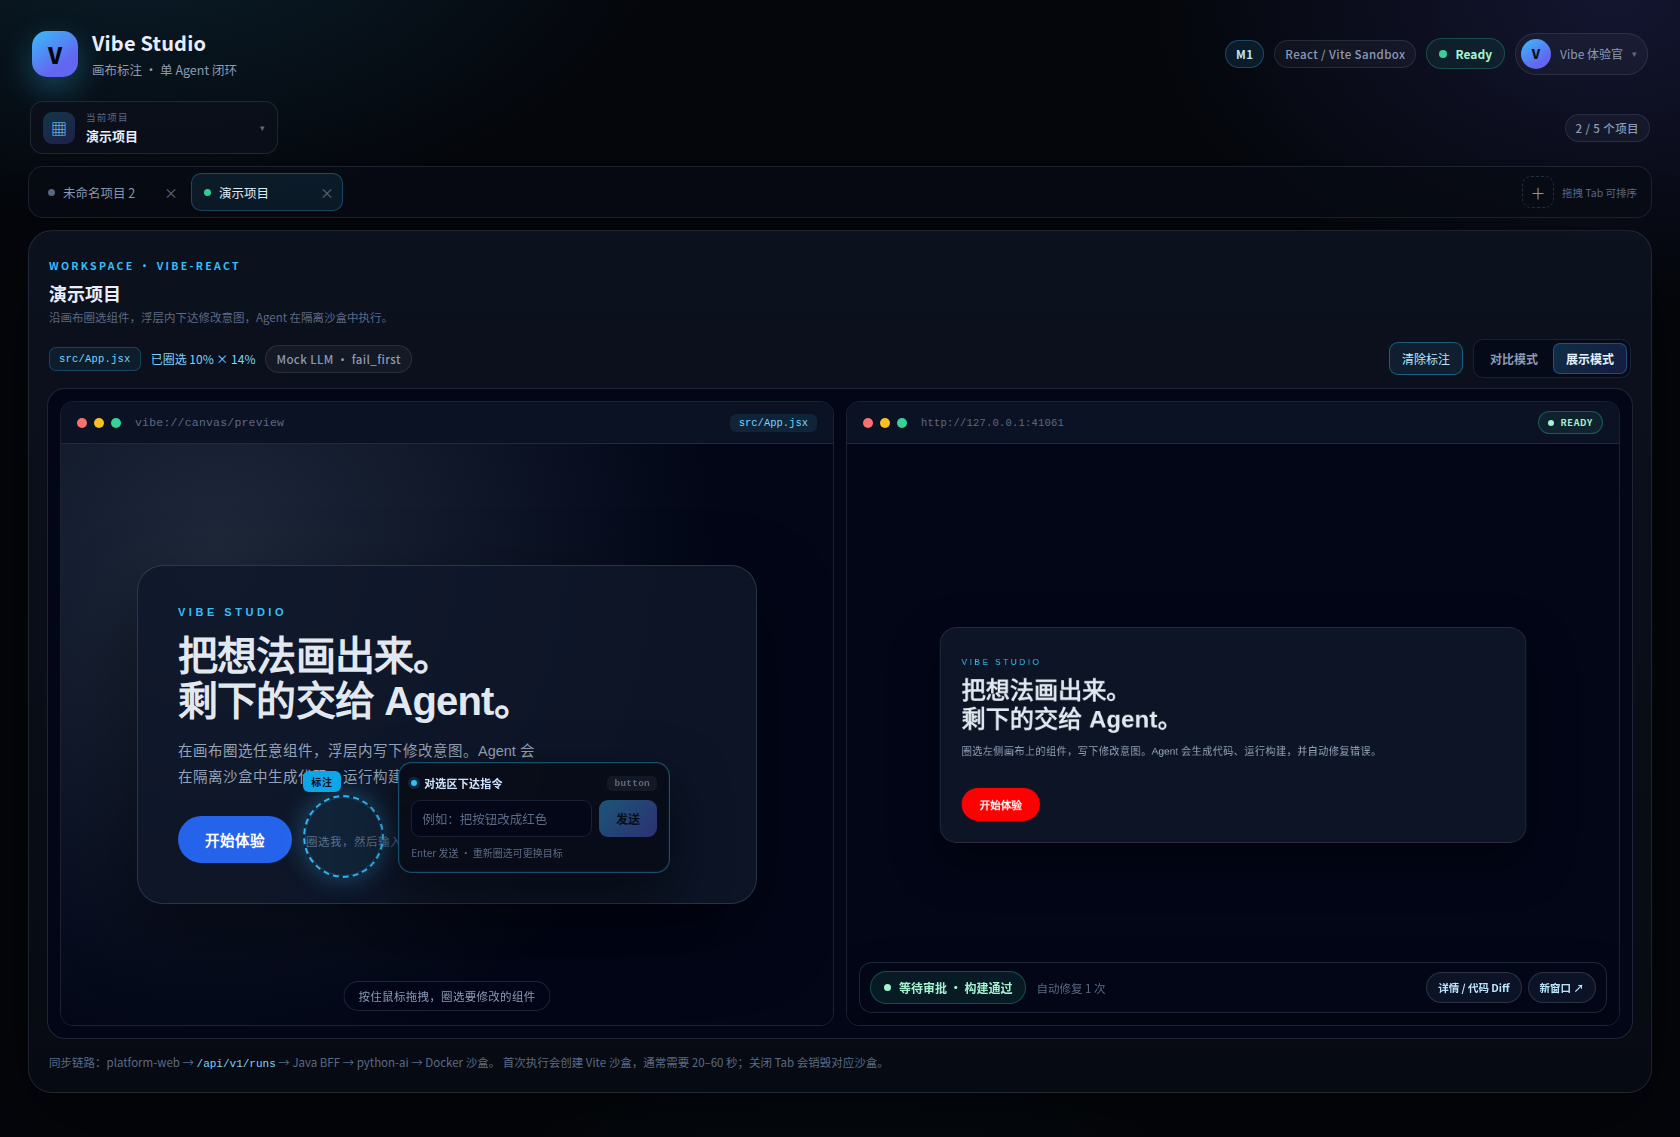 V
Vibe Studio
画布标注 · 单 Agent 闭环
M1
React / Vite Sandbox
Ready
V
Vibe 体验官
当前项目
演示项目
2 / 5 个项目
未命名项目 2
演示项目
拖拽 Tab 可排序
WORKSPACE · VIBE-REACT
演示项目
沿画布圈选组件，浮层内下达修改意图，Agent 在隔离沙盒中执行。
src/App.jsx
已圈选 10% × 14%
Mock LLM · fail_first
清除标注
对比模式
展示模式
vibe://canvas/preview
src/App.jsx
VIBE STUDIO
把想法画出来。
剩下的交给 Agent。
在画布圈选任意组件，浮层内写下修改意图。Agent 会
在隔离沙盒中生成代 运行构建
标注
开始体验
圈选我，然后输入
对选区下达指令
button
例如：把按钮改成红色
发送
Enter 发送 · 重新圈选可更换目标
按住鼠标拖拽，圈选要修改的组件
http://127.0.0.1:41061
READY
VIBE STUDIO
把想法画出来。
剩下的交给 Agent。
圈选左侧画布上的组件，写下修改意图。Agent 会生成代码、运行构建，并自动修复错误。
开始体验
等待审批 · 构建通过
自动修复 1 次
详情 / 代码 Diff
新窗口 ↗
同步链路：platform-web → /api/v1/runs → Java BFF → python-ai → Docker 沙盒。 首次执行会创建 Vite 沙盒，通常需要 20–60 秒；关闭 Tab 会销毁对应沙盒。